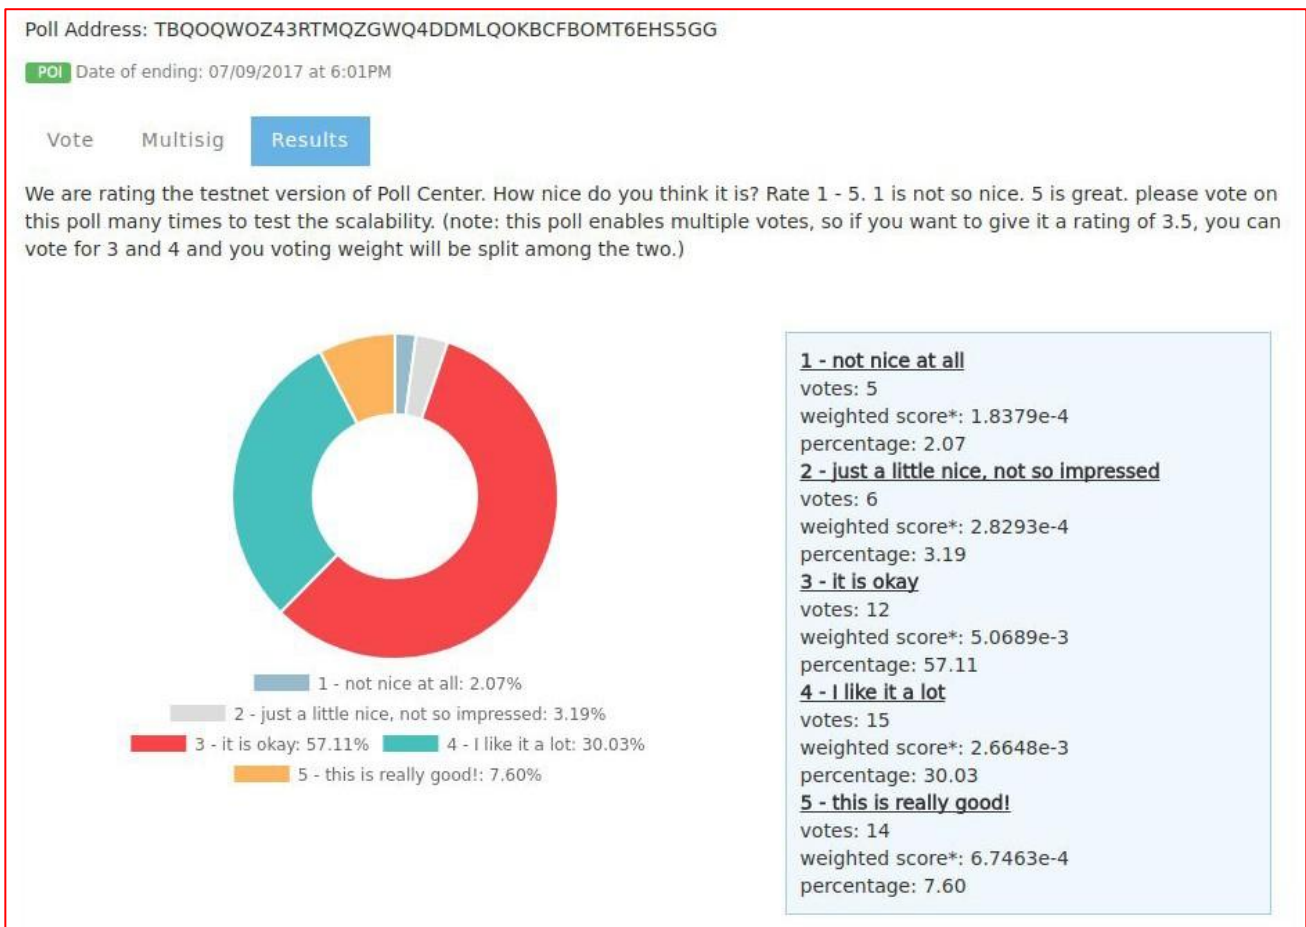 Poll Address: TBQOQWOZ43RTMQZGWQ4DDMLQOKBCFBOMT6EHS5GG
POI Date of ending: 07/09/2017 at 6:01PM
Vote Multisig Results
We are rating the testnet version of Poll Center. How nice do you think it is? Rate 1 - 5. 1 is not so nice. 5 is great. please vote on
this poll many times to test the scalability. (note: this poll enables multiple votes, so if you want to give it a rating of 3.5, you can
vote for 3 and 4 and you voting weight will be split among the two.)
1 - not nice at all: 2.07%
2 - just a little nice, not so impressed: 3.19%
3 - it is okay: 57.11% 4 - I like it a lot: 30.03%
5 - this is really good!: 7.60%
1 - not nice at all
votes: 5
weighted score*: 1.8379e-4
percentage: 2.07
2 - just a little nice, not so impressed
votes: 6
weighted score*: 2.8293e-4
percentage: 3.19
3 - it is okay
votes: 12
weighted score*: 5.0689e-3
percentage: 57.11
4 - I like it a lot
votes: 15
weighted score*: 2.6648e-3
percentage: 30.03
5 - this is really good!
votes: 14
weighted score*: 6.7463e-4
percentage: 7.60